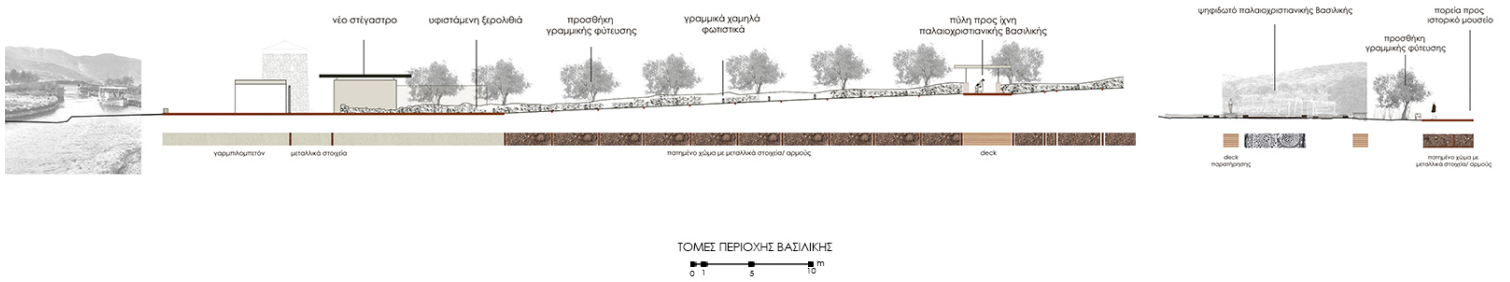 νέο στέγαστρο
υφιστάμενη ξερολιθιά
προσθήκη
γραμμικής φύτευσης
γραμμικά χαμηλά
φωτιστικά
πύλη προς ίχνη
παλαιοχριστιανικής Βασιλικής
ψηφιδωτό παλαιοχριστιανικής Βασιλικής
προσθήκη
γραμμικής φύτευσης
πορεία προς
ιστορικό μουσείο
γαρμπιλομπετόν
μεταλλικά στοιχεία
πατημένο χώμα με μεταλλικά στοιχεία/ αρμούς
deck
deck
παρατήρησης
πατημένο χώμα με
μεταλλικά στοιχεία/ αρμούς
ΤΟΜΕΣ ΠΕΡΙΟΧΗΣ ΒΑΣΙΛΙΚΗΣ
0 1 5 10 m